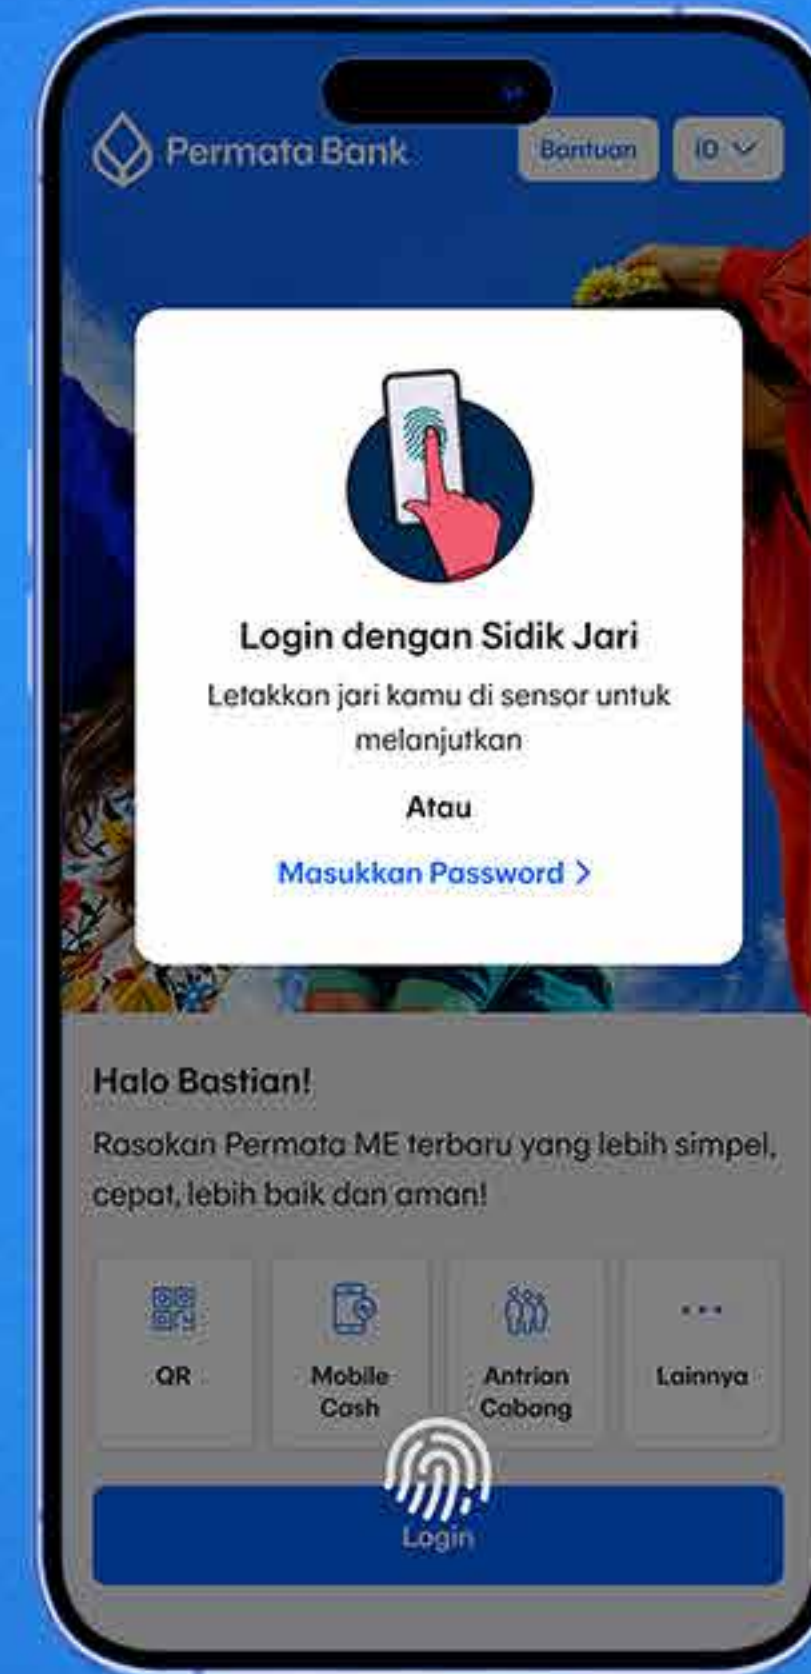 Permata Bank
Bantuan
ID
Login dengan Sidik Jari
Letakkan jari kamu di sensor untuk
melanjutkan
Atau
Masukkan Password >
Halo Bastian!
Rasakan Permata ME terbaru yang lebih simpel,
cepat, lebih baik dan aman!
QR
Mobile
Cash
Antrian
Cabang
Lainnya
Login